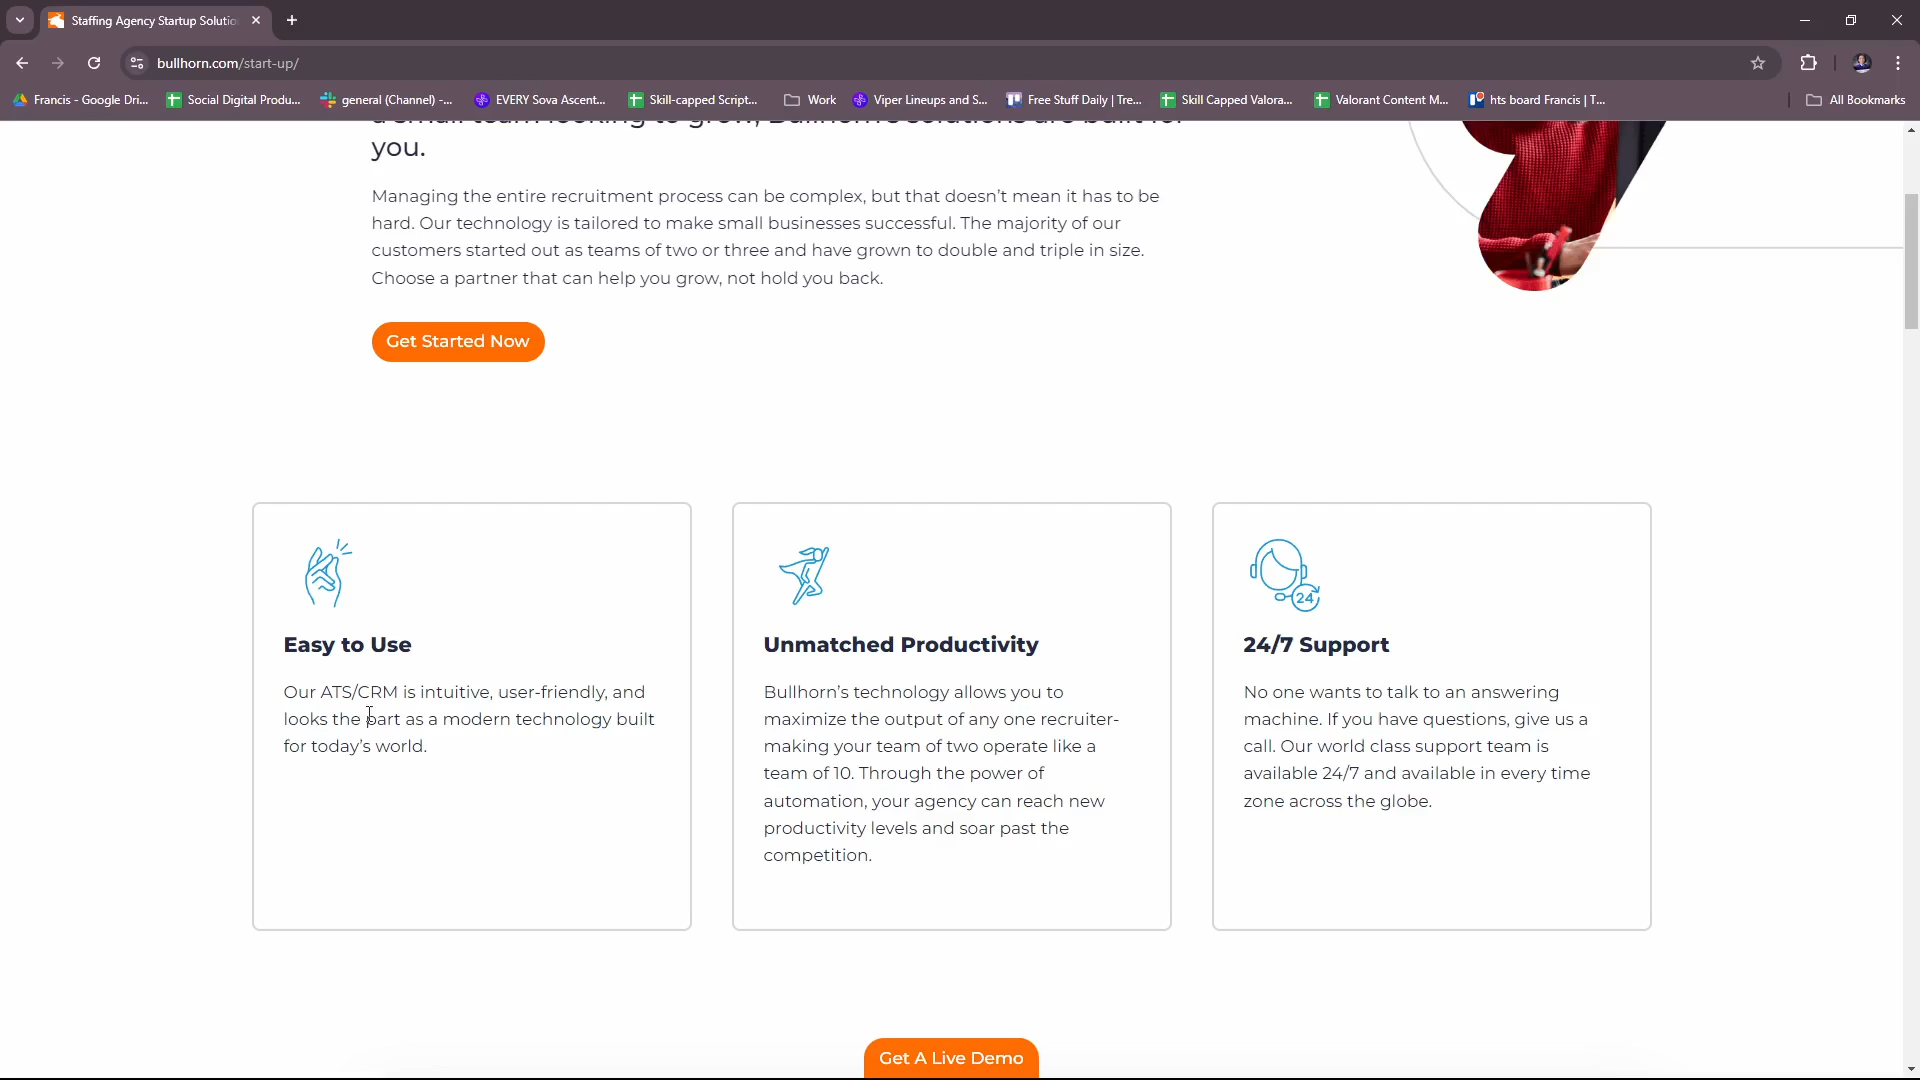 Staffing Agency Startup Solutio
bullhorn.com/start-up/
Francis - Google Dri...
Social Digital Produ...
general (Channel) -...
EVERY Sova Ascent...
Skill-capped Script...
Work
Viper Lineups and S...
Free Stuff Daily | Tre...
Skill Capped Valora...
Valorant Content M...
hts board Francis | T...
All Bookmarks
a small team looking to grow, Bullhorn's solutions are built for
you.
Managing the entire recruitment process can be complex, but that doesn’t mean it has to be
hard. Our technology is tailored to make small businesses successful. The majority of our
customers started out as teams of two or three and have grown to double and triple in size.
Choose a partner that can help you grow, not hold you back.
Get Started Now
Easy to Use
Our ATS/CRM is intuitive, user-friendly, and
looks the part as a modern technology built
for today’s world.
Unmatched Productivity
Bullhorn’s technology allows you to
maximize the output of any one recruiter-
making your team of two operate like a
team of 10. Through the power of
automation, your agency can reach new
productivity levels and soar past the
competition.
24
24/7 Support
No one wants to talk to an answering
machine. If you have questions, give us a
call. Our world class support team is
available 24/7 and available in every time
zone across the globe.
Get A Live Demo